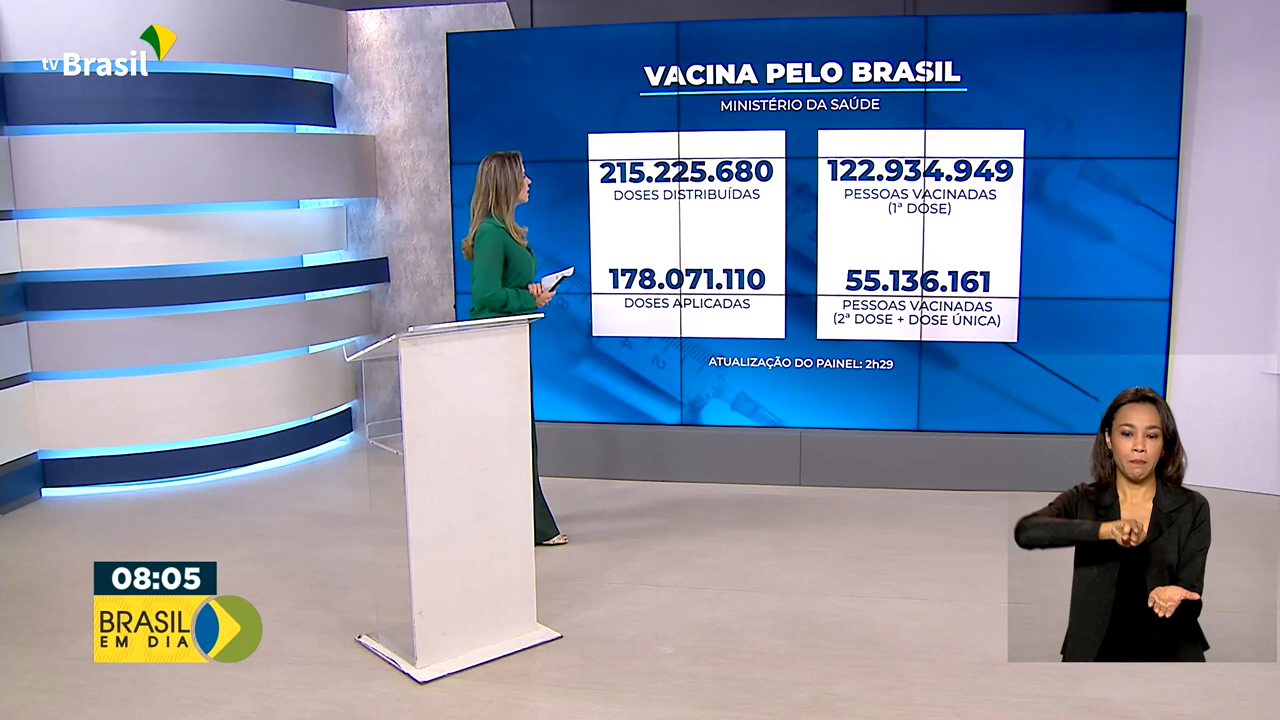 tv Brasil
VACINA PELO BRASIL
MINISTÉRIO DA SAÚDE
215.225.680
DOSES DISTRIBUÍDAS
178.071.110
DOSES APLICADAS
122.934.949
PESSOAS VACINADAS
(1ª DOSE)
55.136.161
PESSOAS VACINADAS
(2ª DOSE + DOSE ÚNICA)
ATUALIZAÇÃO DO PAINEL: 2h29
08:05
BRASIL
EM DIA